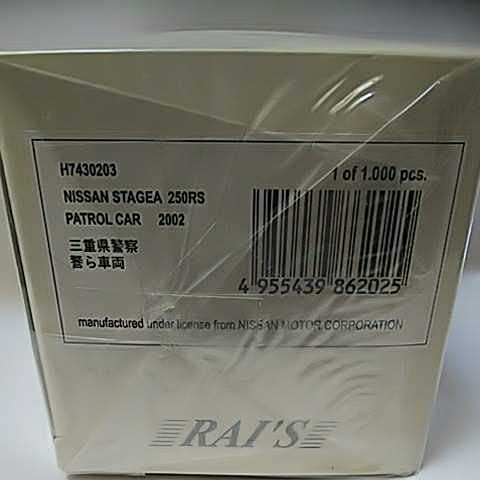 H7430203
1 of 1.000 pcs.
NISSAN STAGEA 250RS
PATROL CAR 2002
三重県警察
警ら車両
4 955439 862025
manufactured under license from NISSAN MOTOR CORPORATION
RAI'S